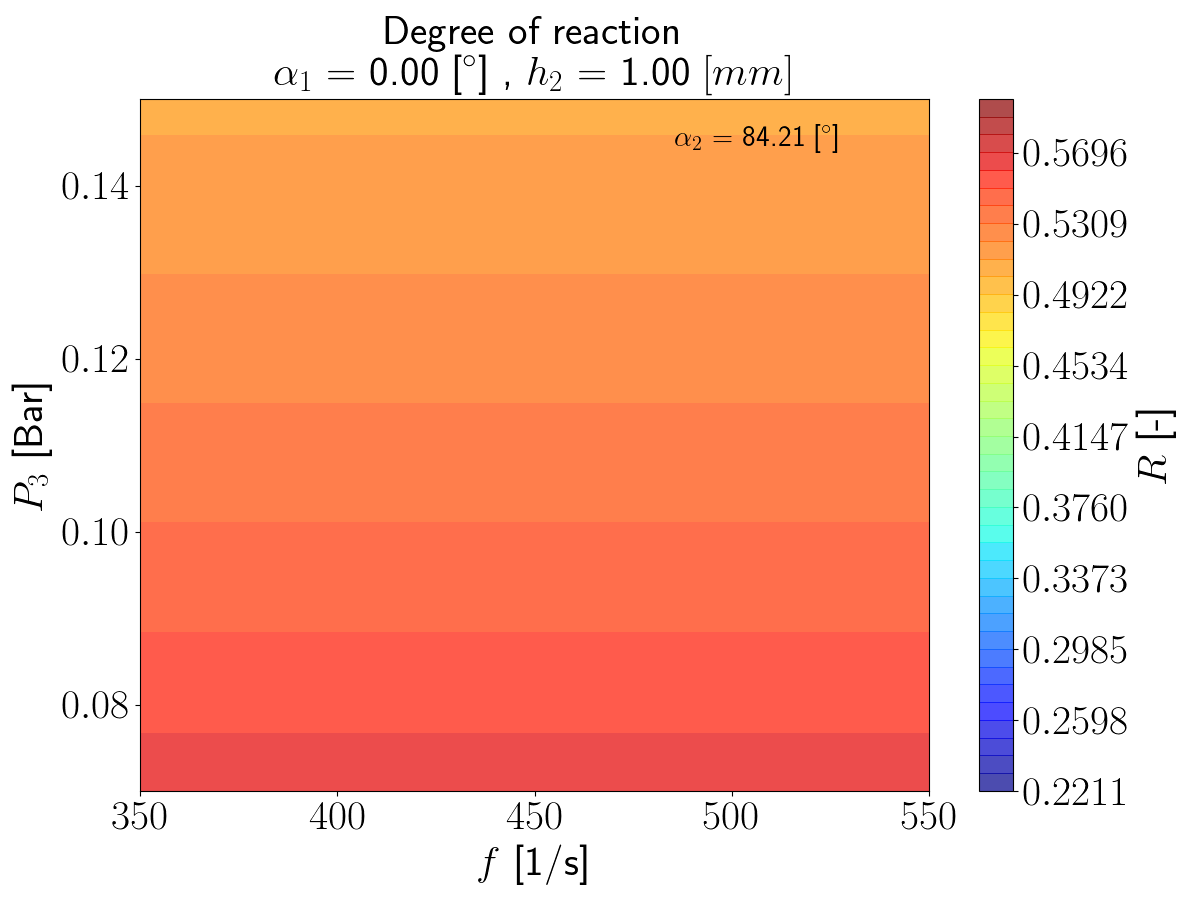 Degree of reaction
α₁ = 0.00 [°] , h₂ = 1.00 [mm]
α₂ = 84.21 [°]
0.14
0.12
0.10
0.08
P₃ [Bar]
350 400 450 500 550
f [1/s]
0.5696
0.5309
0.4922
0.4534
0.4147
0.3760
0.3373
0.2985
0.2598
0.2211
R [-]